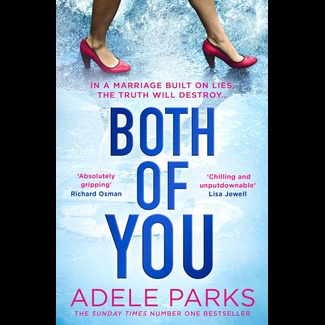 IN A MARRIAGE BUILT ON LIES,
THE TRUTH WILL DESTROY...
BOTH
OF
YOU
'Absolutely
gripping'
Richard Osman
'Chilling and
unputdownable'
Lisa Jewell
ADELE PARKS
THE SUNDAY TIMES NUMBER ONE BESTSELLER